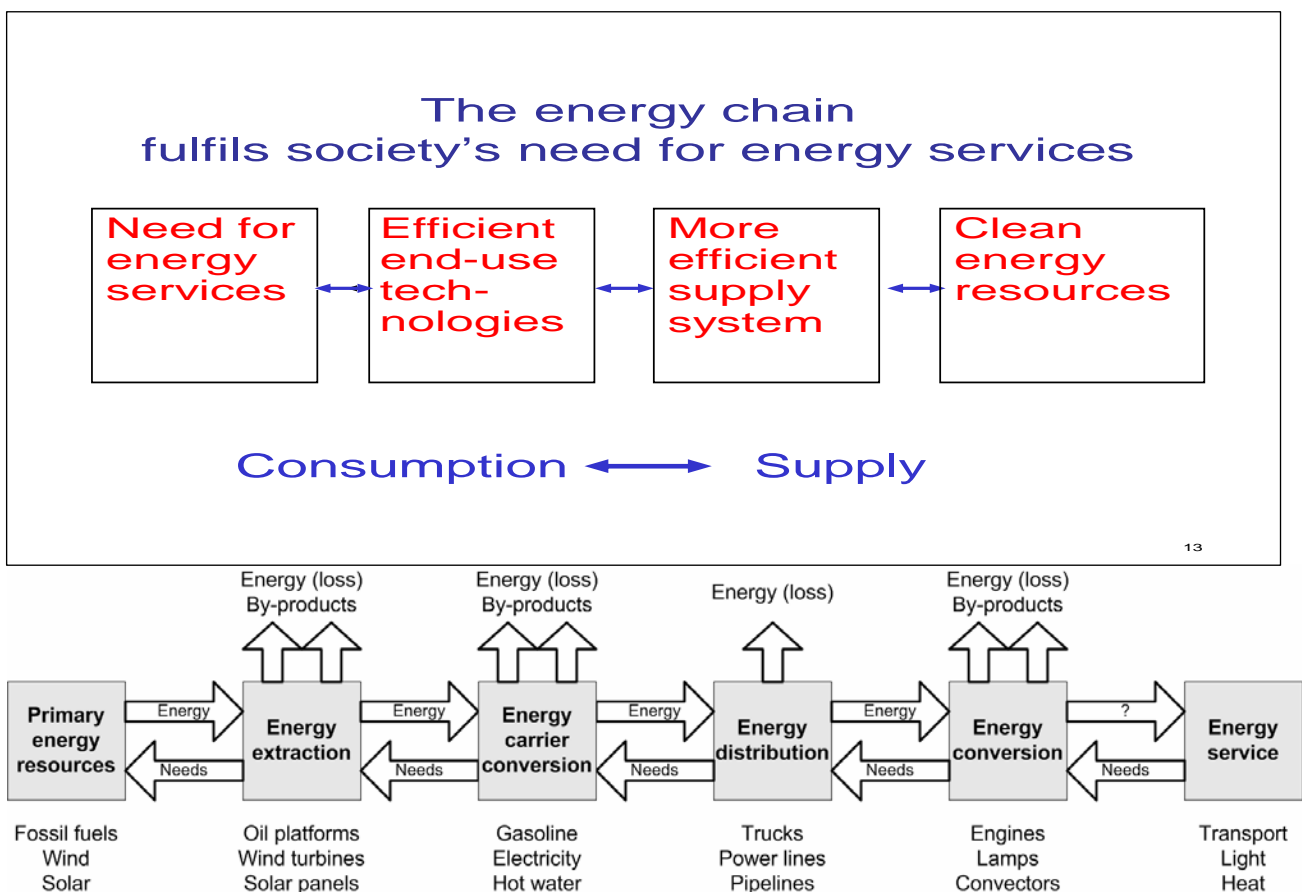 The energy chain
fulfils society's need for energy services
Need for
energy
services
Efficient
end-use
tech-
nologies
More
efficient
supply
system
Clean
energy
resources
Consumption
Supply
13
Energy (loss)
By-products
Energy (loss)
By-products
Energy (loss)
Energy (loss)
By-products
Primary
energy
resources
Energy
Needs
Energy
extraction
Energy
Needs
Energy
carrier
conversion
Energy
Needs
Energy
distribution
Energy
Needs
Energy
conversion
?
Needs
Energy
service
Fossil fuels
Wind
Solar
Oil platforms
Wind turbines
Solar panels
Gasoline
Electricity
Hot water
Trucks
Power lines
Pipelines
Engines
Lamps
Convectors
Transport
Light
Heat